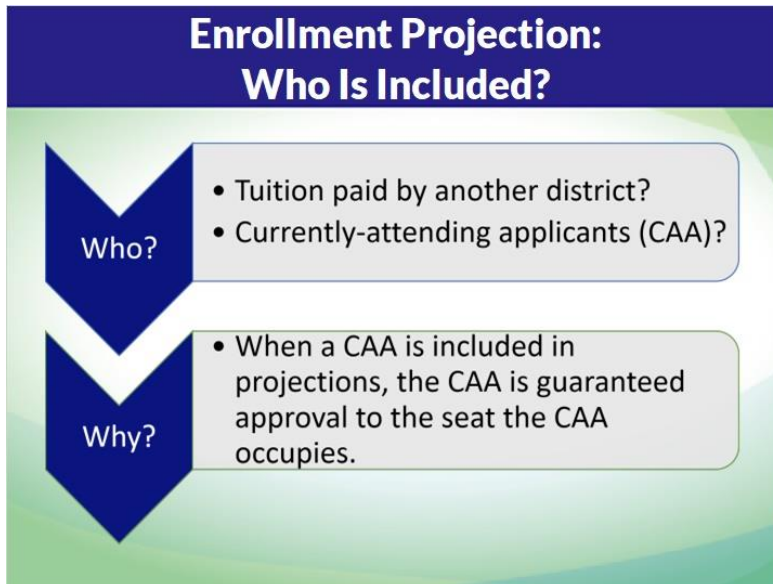 Enrollment Projection:
Who Is Included?
Who?
• Tuition paid by another district?
• Currently-attending applicants (CAA)?
Why?
• When a CAA is included in
projections, the CAA is guaranteed
approval to the seat the CAA
occupies.